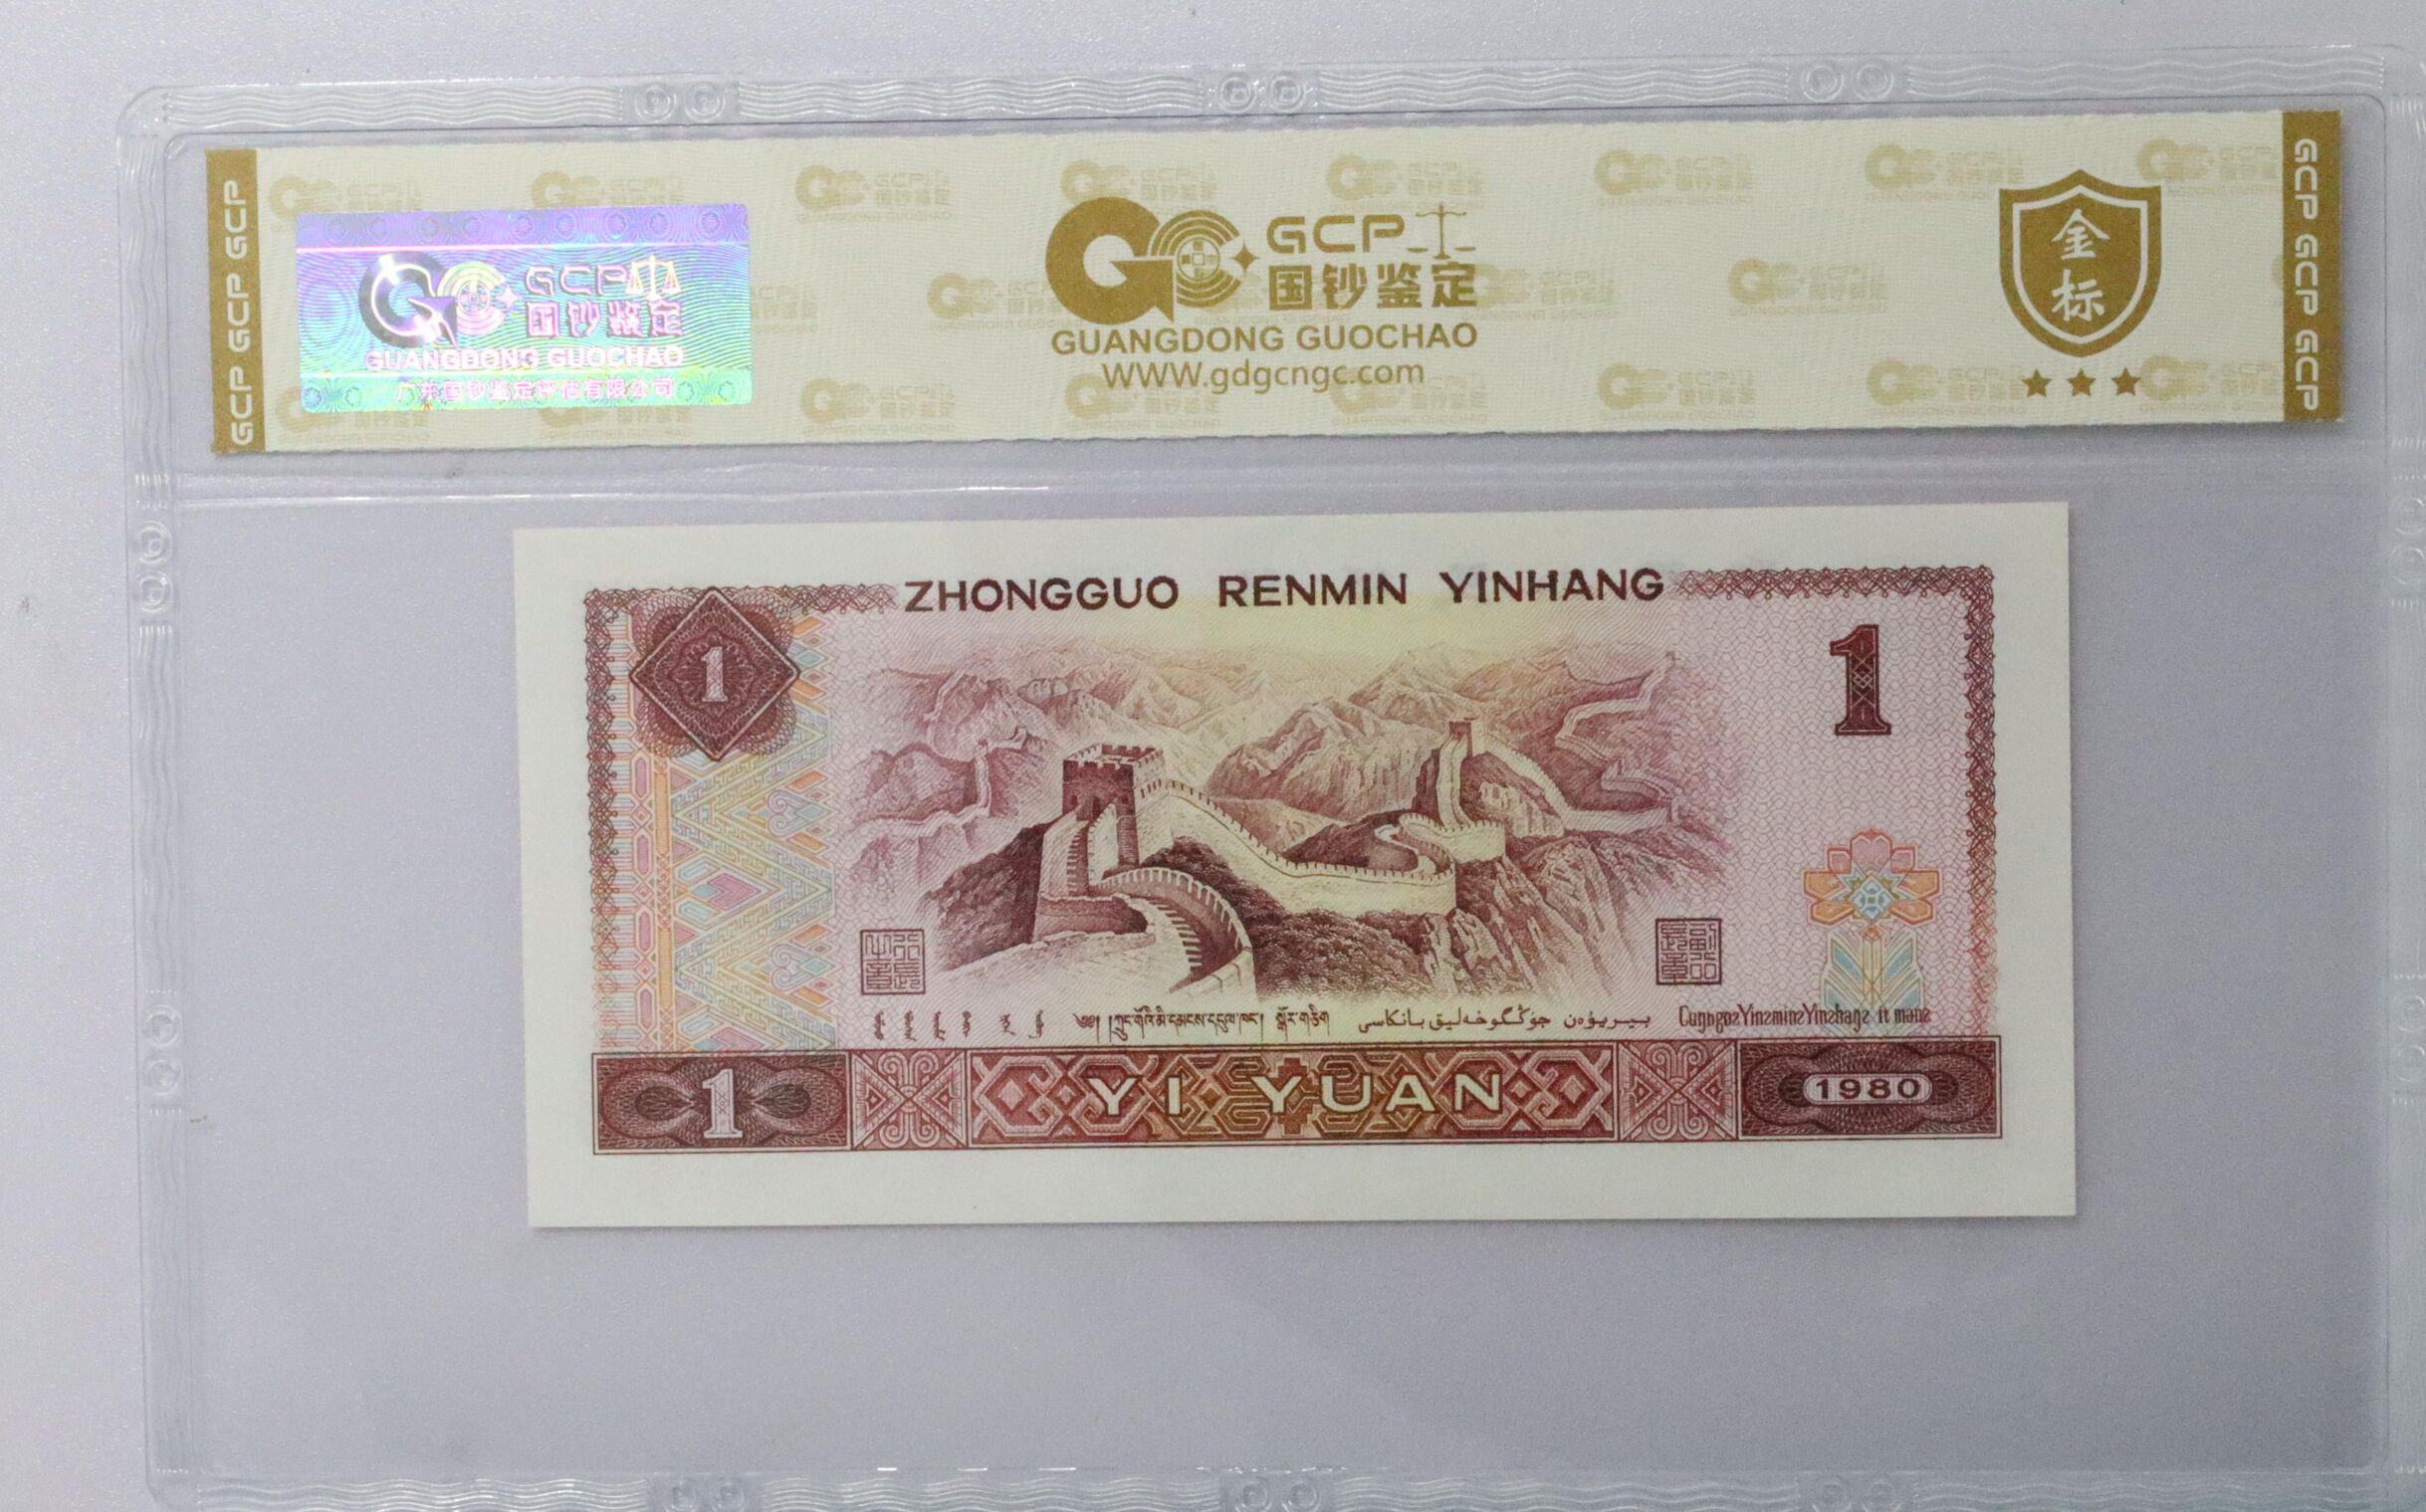 GCP GCP GCP
GCP
国钞鉴定
GUANGDONG GUOCHAO
广东国钞鉴定评估有限公司
GCP
国钞鉴定
GUANGDONG GUOCHAO
www.gdgcngc.com
金
标
GCP GCP GCP
ZHONGGUO RENMIN YINHANG
1
1
YI YUAN
1
1980